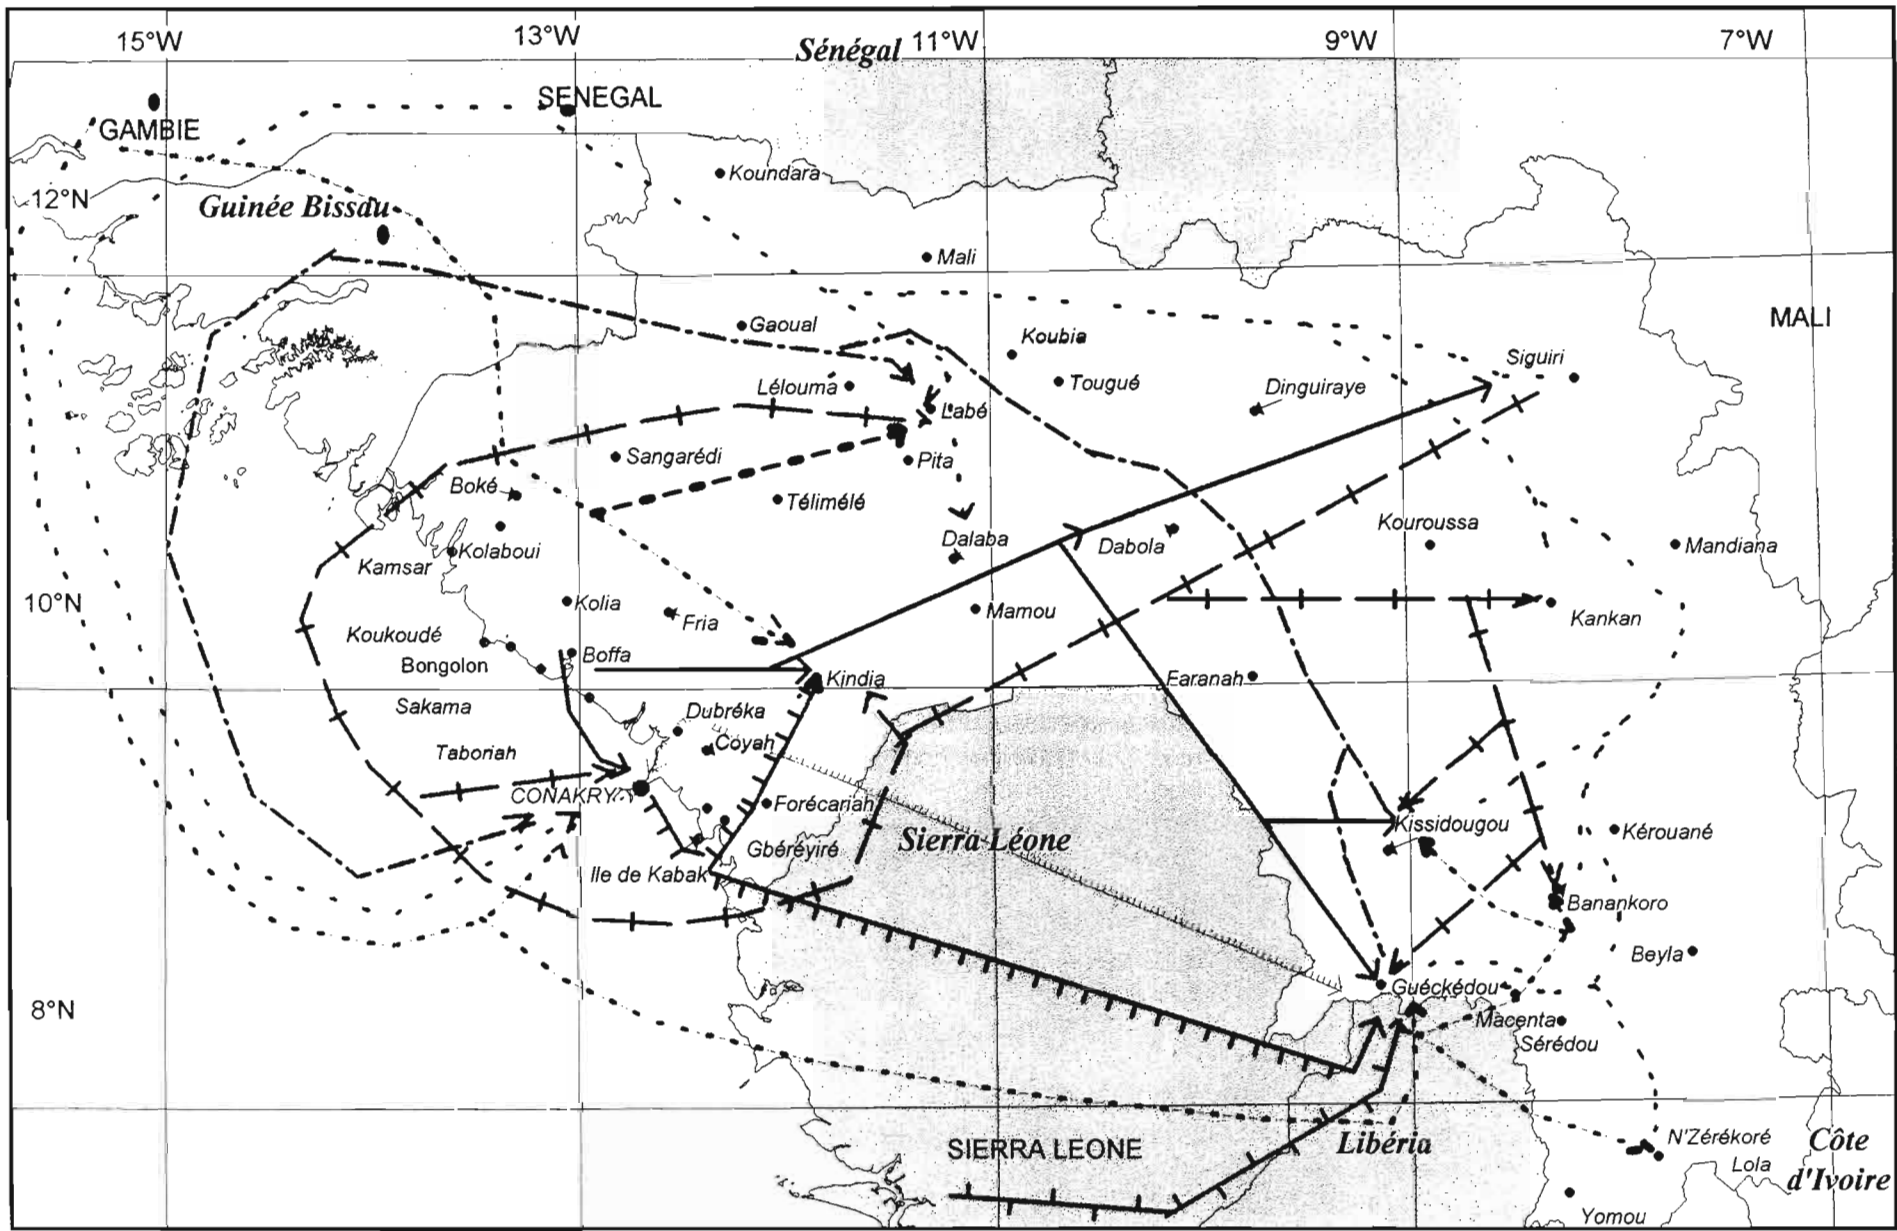 15°W
13°W
Sénégal
11°W
9°W
7°W
SENEGAL
GAMBIE
Koundara
12°N
Guinée Bissau
Mali
MALI
Gaoual
Koubia
Siguiri
Lélouma
Tougué
Dinguiraye
Labé
Sangarédi
Pita
Boké
Télimélé
Kouroussa
Dalaba
Dabola
Mandiana
Kolaboui
Kamsar
10°N
Kolia
Mamou
Fria
Kankan
Koukoudé
Boffa
Bongolon
Kindia
Faranah
Sakama
Dubréka
Coyah
Taboriah
CONAKRY
Forécariah
Kissidougou
Kérouané
Sierra Léone
Gbéréyiré
Ile de Kabak
Banankoro
Beyla
Guéckédou
8°N
Macenta
Sérédou
SIERRA LEONE
Libéria
N'Zérékoré
Côte
Lola
d'Ivoire
Yomou